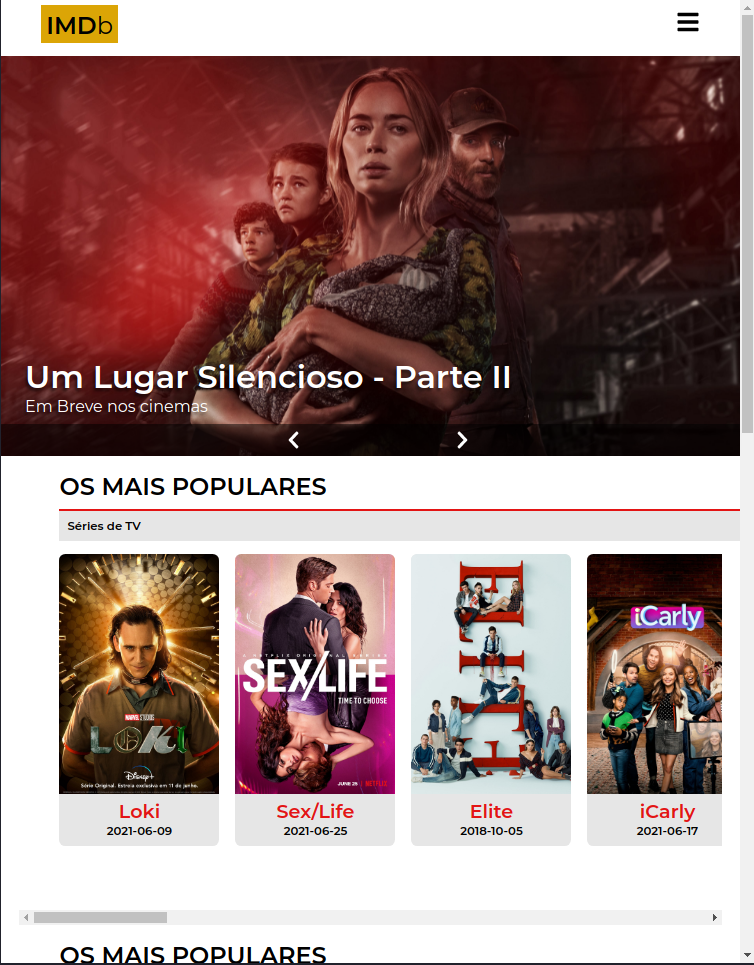 IMDb
Um Lugar Silencioso - Parte II
Em Breve nos cinemas
OS MAIS POPULARES
Séries de TV
MARVEL STUDIOS
LOKI
Disney+
Série Original. Estreia exclusiva em 11 de junho.
Loki
2021-06-09
A NETFLIX ORIGINAL SERIES
SEX/LIFE
TIME TO CHOOSE
JUNE 25 NETFLIX
Sex/Life
2021-06-25
ELITE
Elite
2018-10-05
iCarly
iCarly
2021-06-17
OS MAIS POPULARES